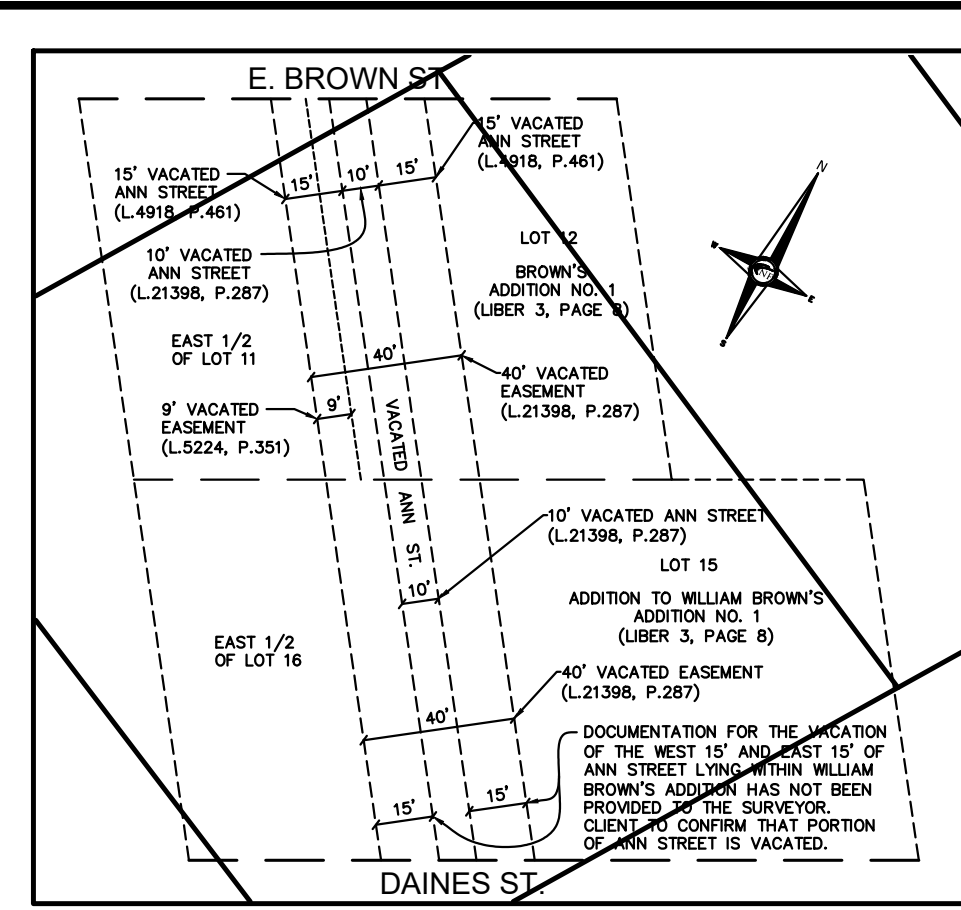 E. BROWN ST
15' VACATED
ANN STREET
(L.4918, P.461)
15' VACATED
ANN STREET
(L.4918, P.461)
15'
10'
15'
10' VACATED
ANN STREET
(L.21398, P.287)
LOT 12
BROWN'S
ADDITION NO. 1
(LIBER 3, PAGE 8)
N
W
E
S
EAST 1/2
OF LOT 11
40'
40' VACATED
EASEMENT
(L.21398, P.287)
9' VACATED
EASEMENT
(L.5224, P.351)
9'
VACATED ANN ST.
10' VACATED ANN STREET
(L.21398, P.287)
LOT 15
10'
ADDITION TO WILLIAM BROWN'S
ADDITION NO. 1
(LIBER 3, PAGE 8)
EAST 1/2
OF LOT 16
40' VACATED EASEMENT
(L.21398, P.287)
40'
DOCUMENTATION FOR THE VACATION
OF THE WEST 15' AND EAST 15' OF
ANN STREET LYING WITHIN WILLIAM
BROWN'S ADDITION HAS NOT BEEN
PROVIDED TO THE SURVEYOR.
CLIENT TO CONFIRM THAT PORTION
OF ANN STREET IS VACATED.
15'
15'
DAINES ST.